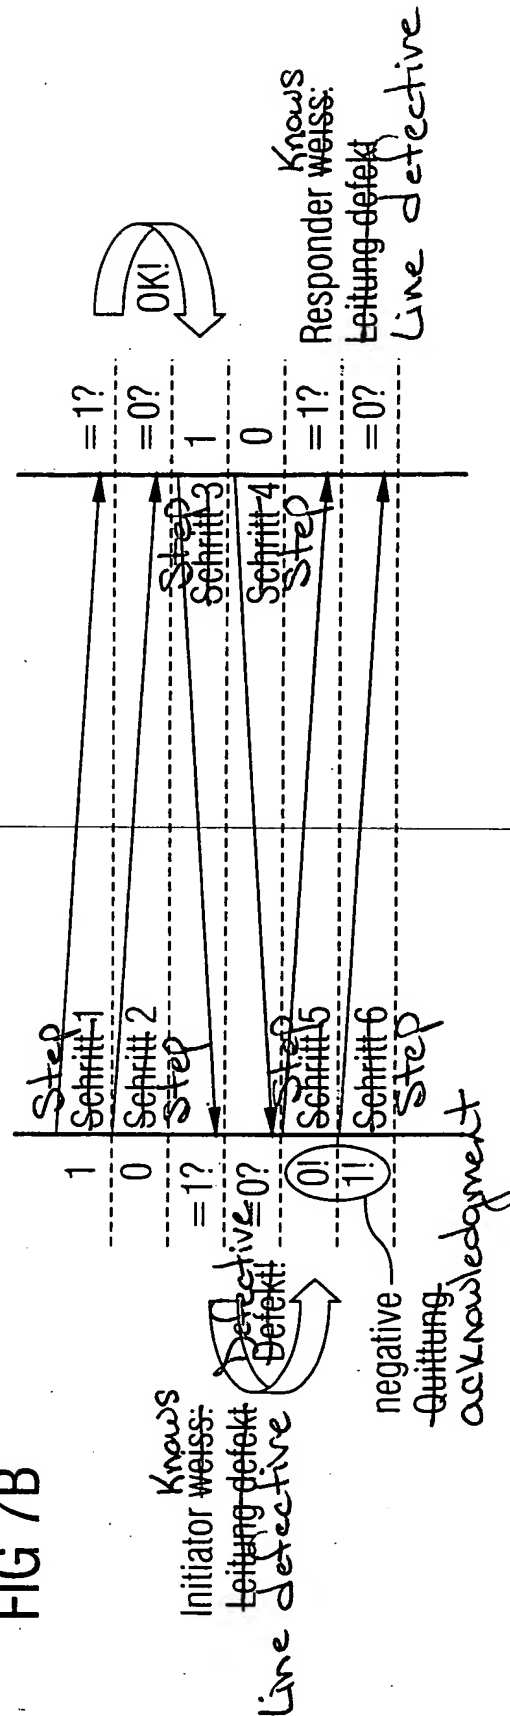 FIG 7B
1
0
=1?
=0?
0!
1!
Step
Schritt 1
Schritt 2
Step
Step
Schritt 5
Schritt 6
Step
Defective
Defekt!
Initiator weiss: Knows
Leitung defekt
Line defective
negative
Quittung
acknowledgment
Step
Schritt 3
Schritt 4
Step
=1?
=0?
1
0
=1?
=0?
OK!
Responder weiss: Knows
Leitung defekt
Line defective